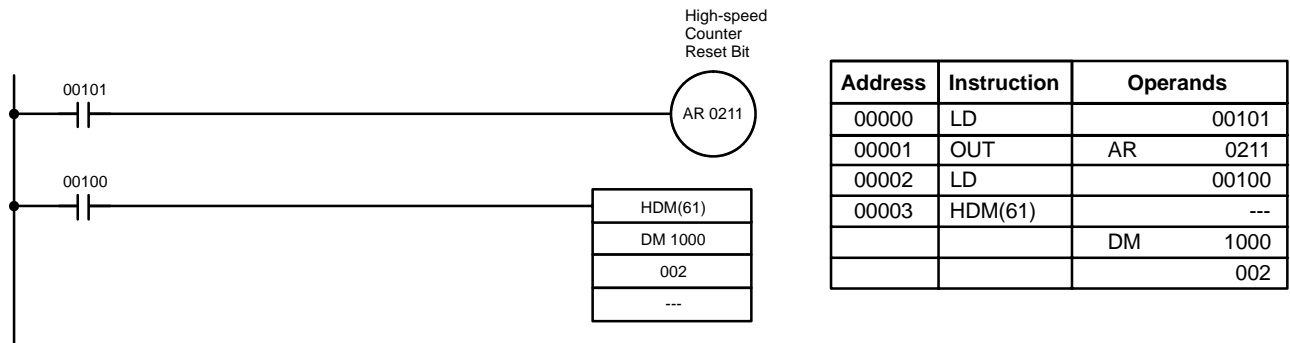 High-speed
Counter
Reset Bit
00101
AR 0211
00100
HDM(61)
DM 1000
002
---
Address Instruction Operands
00000 LD 00101
00001 OUT AR 0211
00002 LD 00100
00003 HDM(61) ---
DM 1000
002